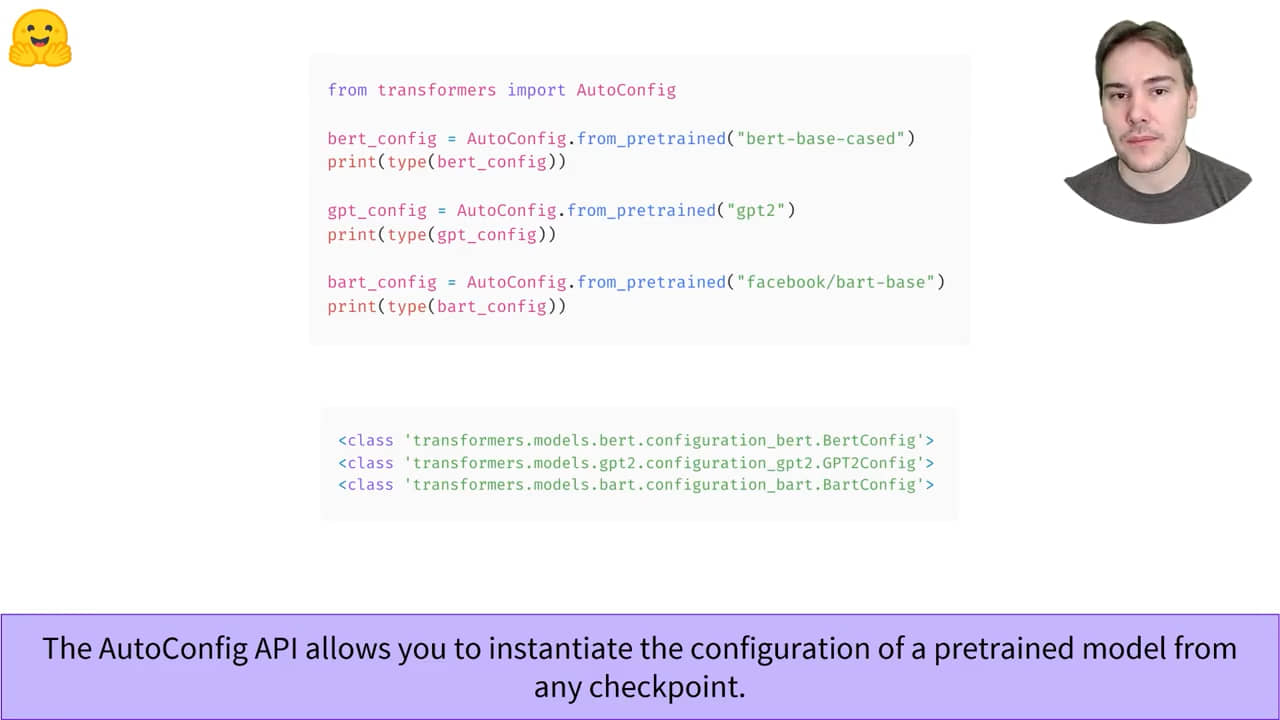 from transformers import AutoConfig
bert_config = AutoConfig.from_pretrained("bert-base-cased")
print(type(bert_config))
gpt_config = AutoConfig.from_pretrained("gpt2")
print(type(gpt_config))
bart_config = AutoConfig.from_pretrained("facebook/bart-base")
print(type(bart_config))
<class 'transformers.models.bert.configuration_bert.BertConfig'>
<class 'transformers.models.gpt2.configuration_gpt2.GPT2Config'>
<class 'transformers.models.bart.configuration_bart.BartConfig'>
The AutoConfig API allows you to instantiate the configuration of a pretrained model from
any checkpoint.